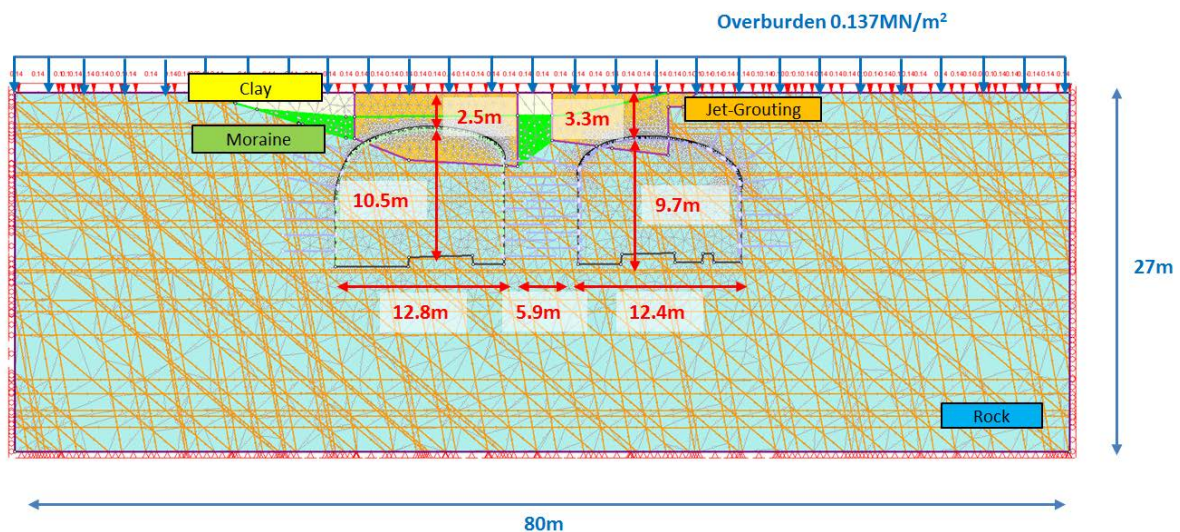 Overburden 0.137MN/m²
Clay
2.5m
3.3m
Jet-Grouting
Moraine
10.5m
9.7m
27m
12.8m
5.9m
12.4m
Rock
80m